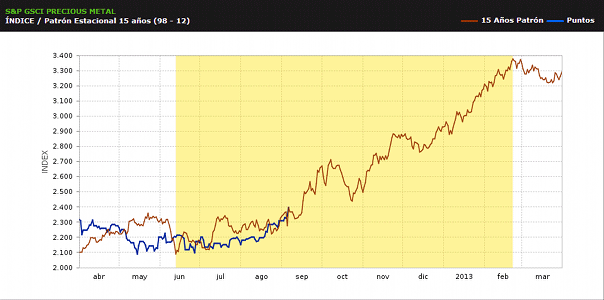 S&P GSCI PRECIOUS METAL
ÍNDICE / Patrón Estacional 15 años (98 - 12)
15 Años Patrón
Puntos
INDEX
3.400
3.300
3.200
3.100
3.000
2.900
2.800
2.700
2.600
2.500
2.400
2.300
2.200
2.100
2.000
abr may jun jul ago sep oct nov dic 2013 feb mar